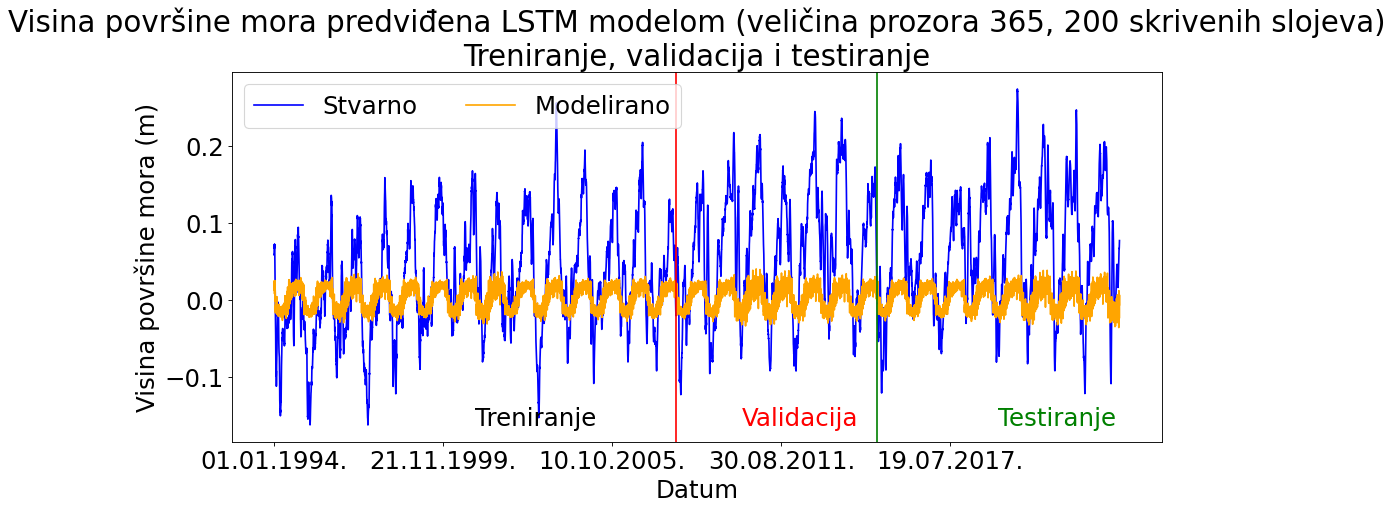 Visina površine mora predviđena LSTM modelom (veličina prozora 365, 200 skrivenih slojeva)
Treniranje, validacija i testiranje
Stvarno
Modelirano
Visina površine mora (m)
0.2
0.1
0.0
−0.1
Treniranje
Validacija
Testiranje
01.01.1994.
21.11.1999.
10.10.2005.
30.08.2011.
19.07.2017.
Datum